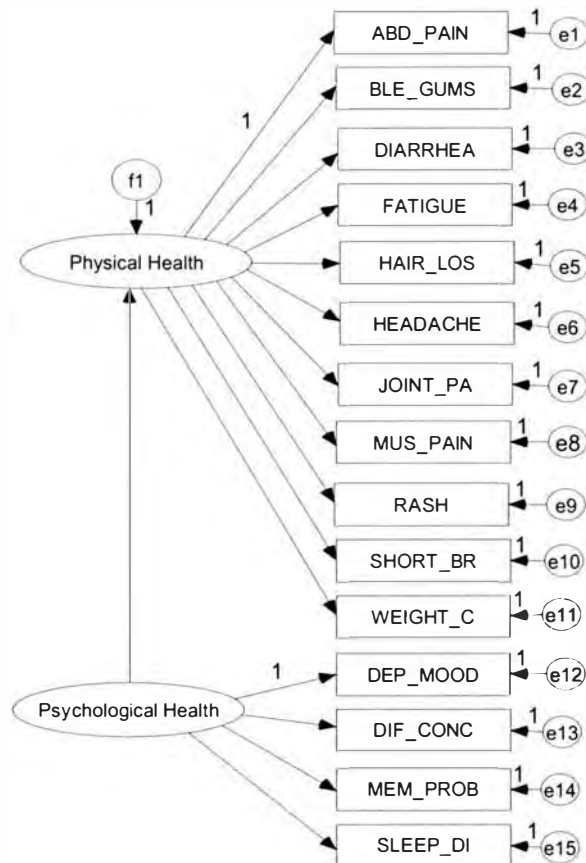 1
ABD_PAIN
1
e1
BLE_GUMS
1
e2
1
DIARRHEA
1
e3
f1
1
FATIGUE
1
e4
Physical Health
HAIR_LOS
1
e5
HEADACHE
1
e6
JOINT_PA
1
e7
MUS_PAIN
1
e8
RASH
1
e9
SHORT_BR
1
e10
WEIGHT_C
1
e11
1
DEP_MOOD
1
e12
Psychological Health
DIF_CONC
1
e13
MEM_PROB
1
e14
SLEEP_DI
1
e15